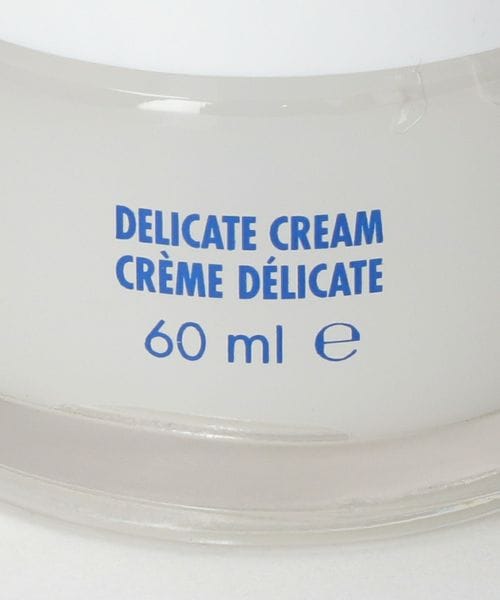 DELICATE CREAM
CRÈME DÉLICATE
60 ml ℮